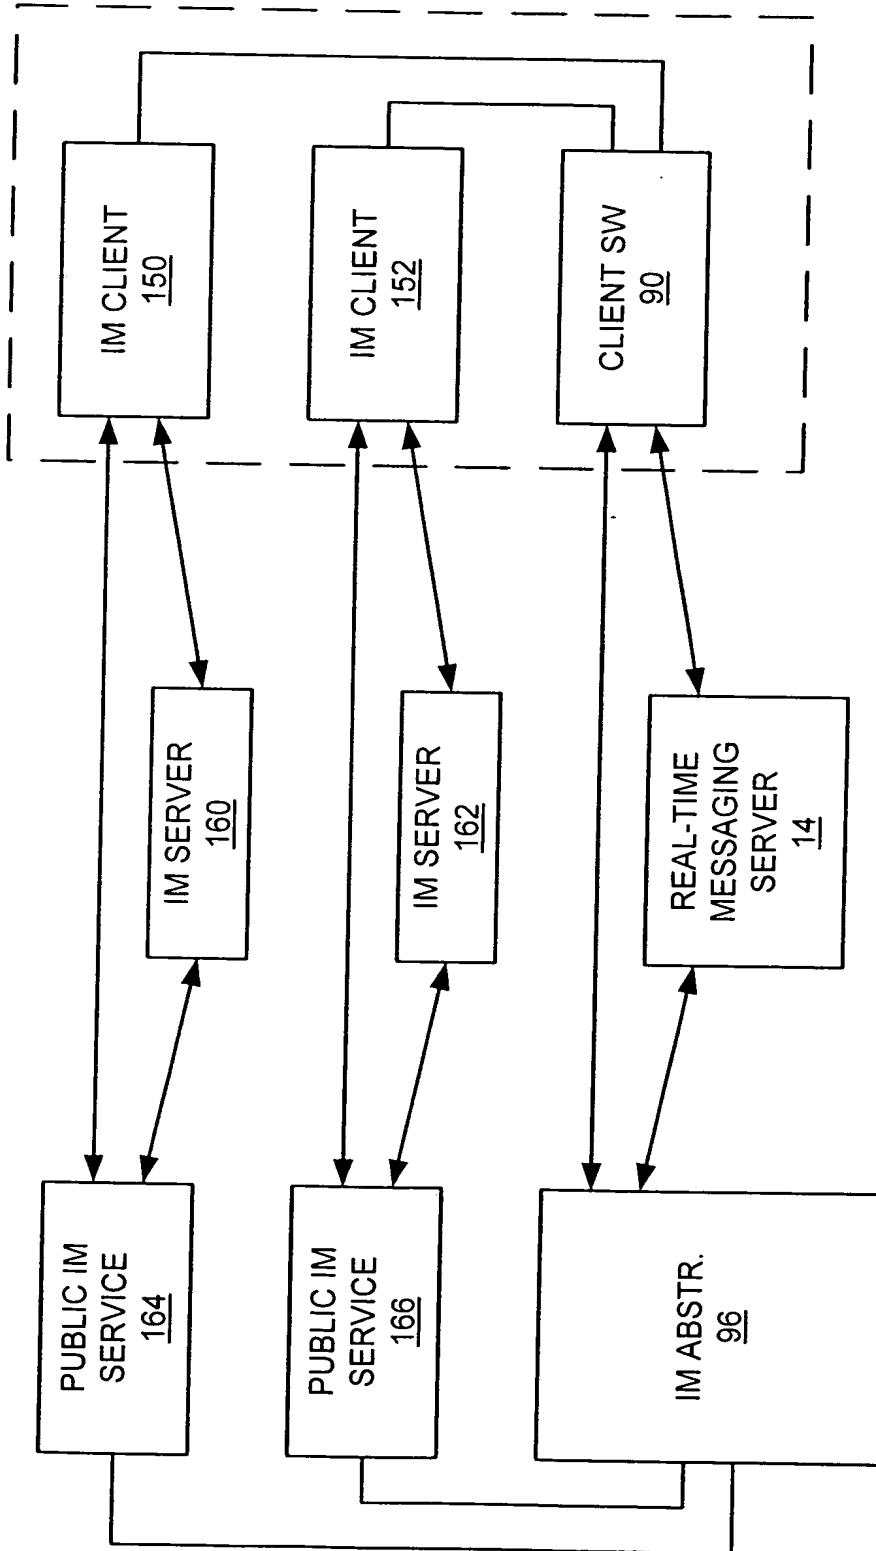 IM CLIENT
150
IM CLIENT
152
CLIENT SW
90
IM SERVER
160
IM SERVER
162
REAL-TIME
MESSAGING
SERVER
14
PUBLIC IM
SERVICE
164
PUBLIC IM
SERVICE
166
IM ABSTR.
96